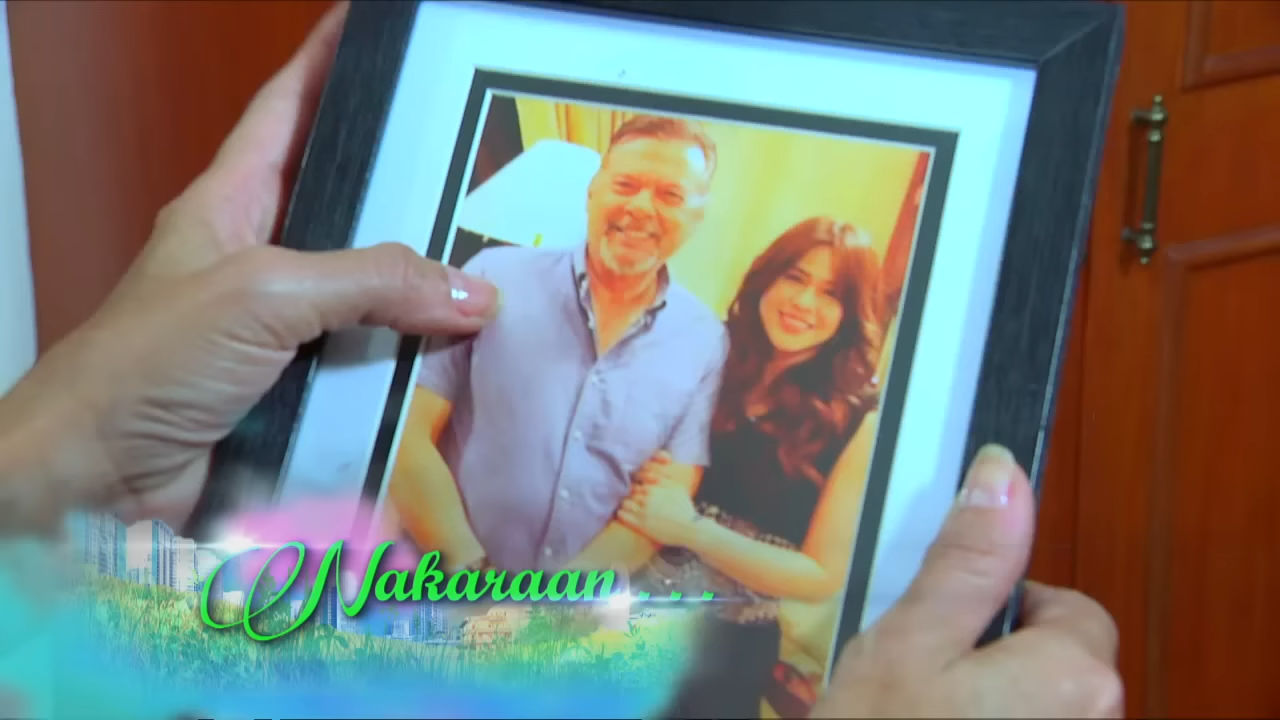 Nakaraan . . .